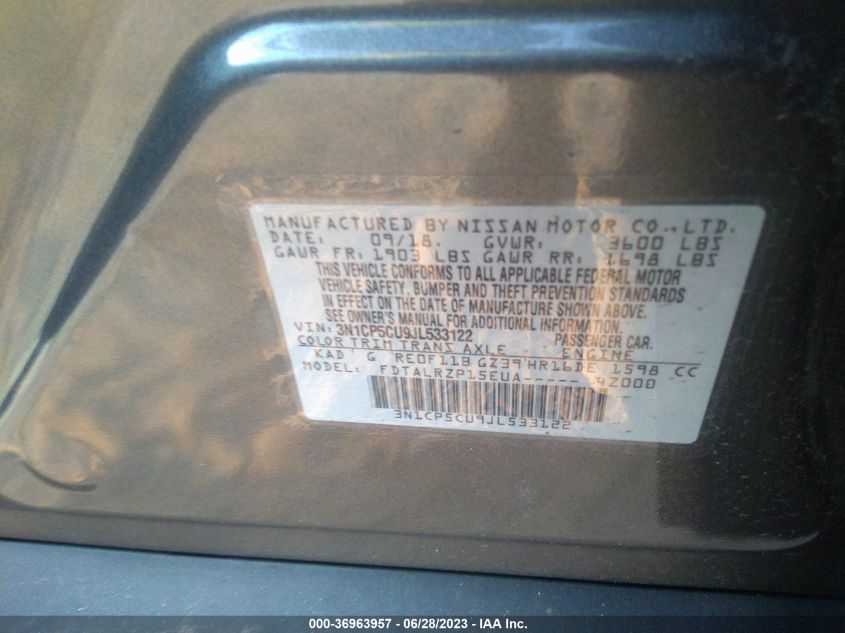 MANUFACTURED BY NISSAN MOTOR CO.,LTD.
DATE: 09/18. GVWR: 3600 LBS
GAWR FR: 1903 LBS GAWR RR: 1698 LBS
THIS VEHICLE CONFORMS TO ALL APPLICABLE FEDERAL MOTOR
VEHICLE SAFETY, BUMPER AND THEFT PREVENTION STANDARDS
IN EFFECT ON THE DATE OF MANUFACTURE SHOWN ABOVE.
SEE OWNER'S MANUAL FOR ADDITIONAL INFORMATION
VIN: 3N1CP5CU9JL533122 PASSENGER CAR.
COLOR TRIM TRANS AXLE ENGINE
KAD G RE0F11B GZ39 HR16DE 1598 CC
MODEL: FDTALRZP15EUA-----4Z000
3N1CP5CU9JL533122
000-36963957 - 06/28/2023 - IAA Inc.